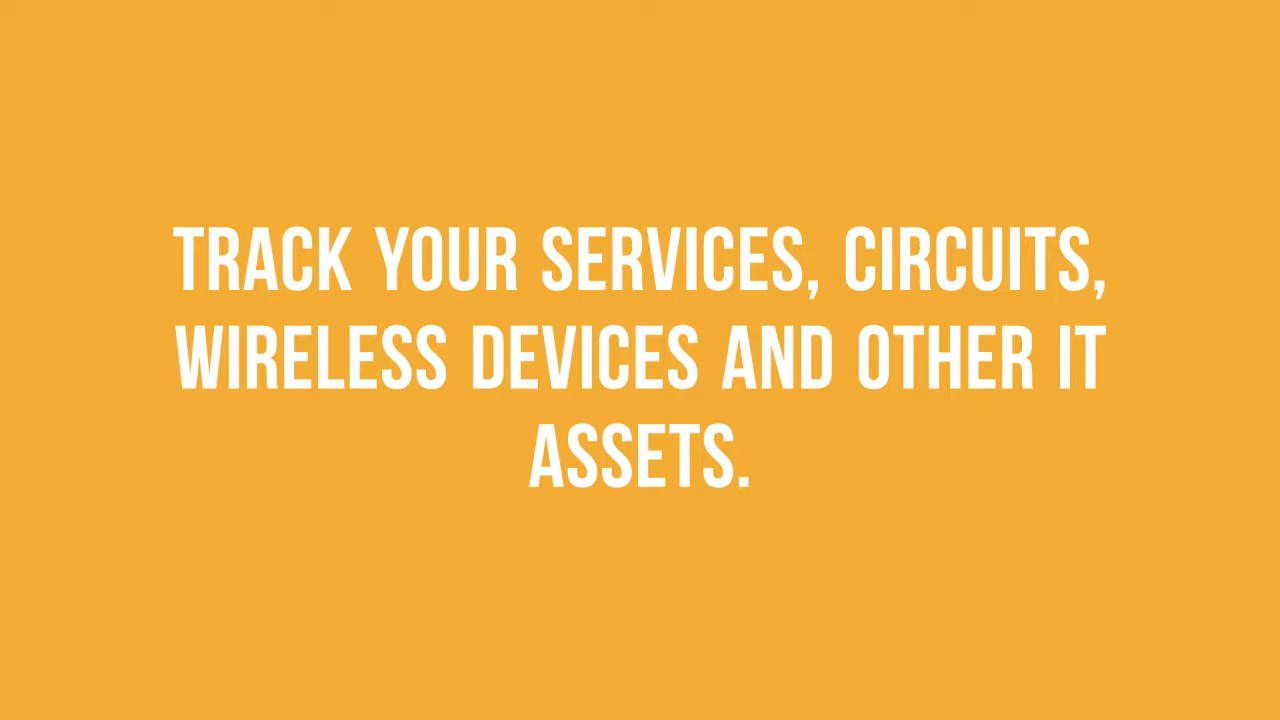 TRACK YOUR SERVICES, CIRCUITS,
WIRELESS DEVICES AND OTHER IT
ASSETS.